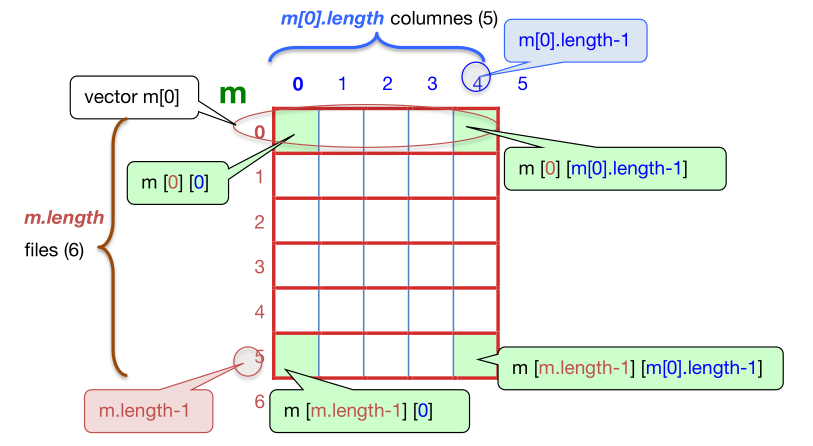 m[0].length columnes (5)
m[0].length-1
0 1 2 3 4 5
vector m[0]
m
0
m [0] [0]
m [0] [m[0].length-1]
1
m.length
files (6)
2
3
4
5
m [m.length-1] [m[0].length-1]
m.length-1
6
m [m.length-1] [0]